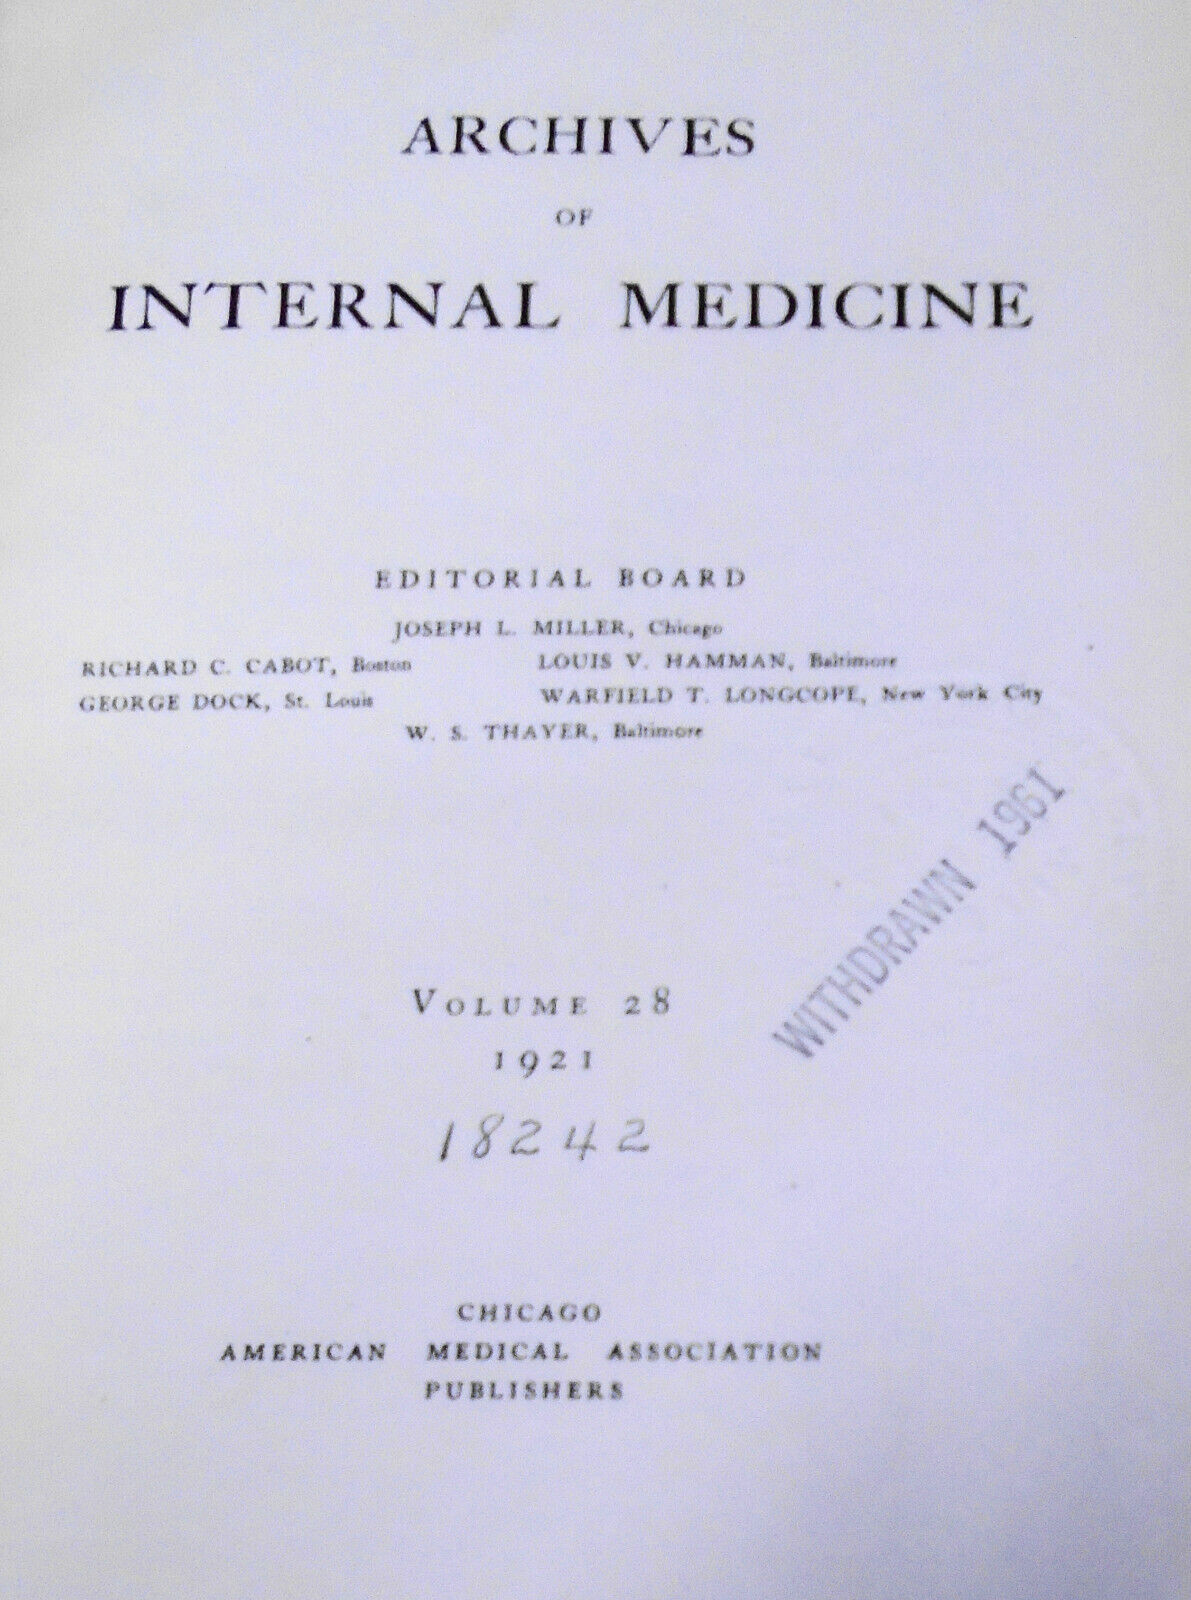 ARCHIVES
OF
INTERNAL MEDICINE
EDITORIAL BOARD
JOSEPH L. MILLER, Chicago
RICHARD C. CABOT, Boston LOUIS V. HAMMAN, Baltimore
GEORGE DOCK, St. Louis WARFIELD T. LONGCOPE, New York City
W. S. THAYER, Baltimore
WITHDRAWN 1961
VOLUME 28
1921
18242
CHICAGO
AMERICAN MEDICAL ASSOCIATION
PUBLISHERS